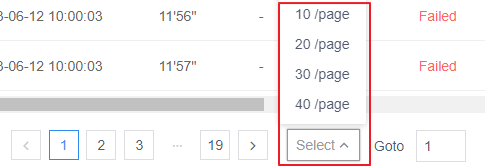 3-06-12 10:00:03 11'56" - 10 /page Failed
20 /page
3-06-12 10:00:03 11'57" - 30 /page Failed
40 /page
1 2 3 ··· 19 Select Goto 1